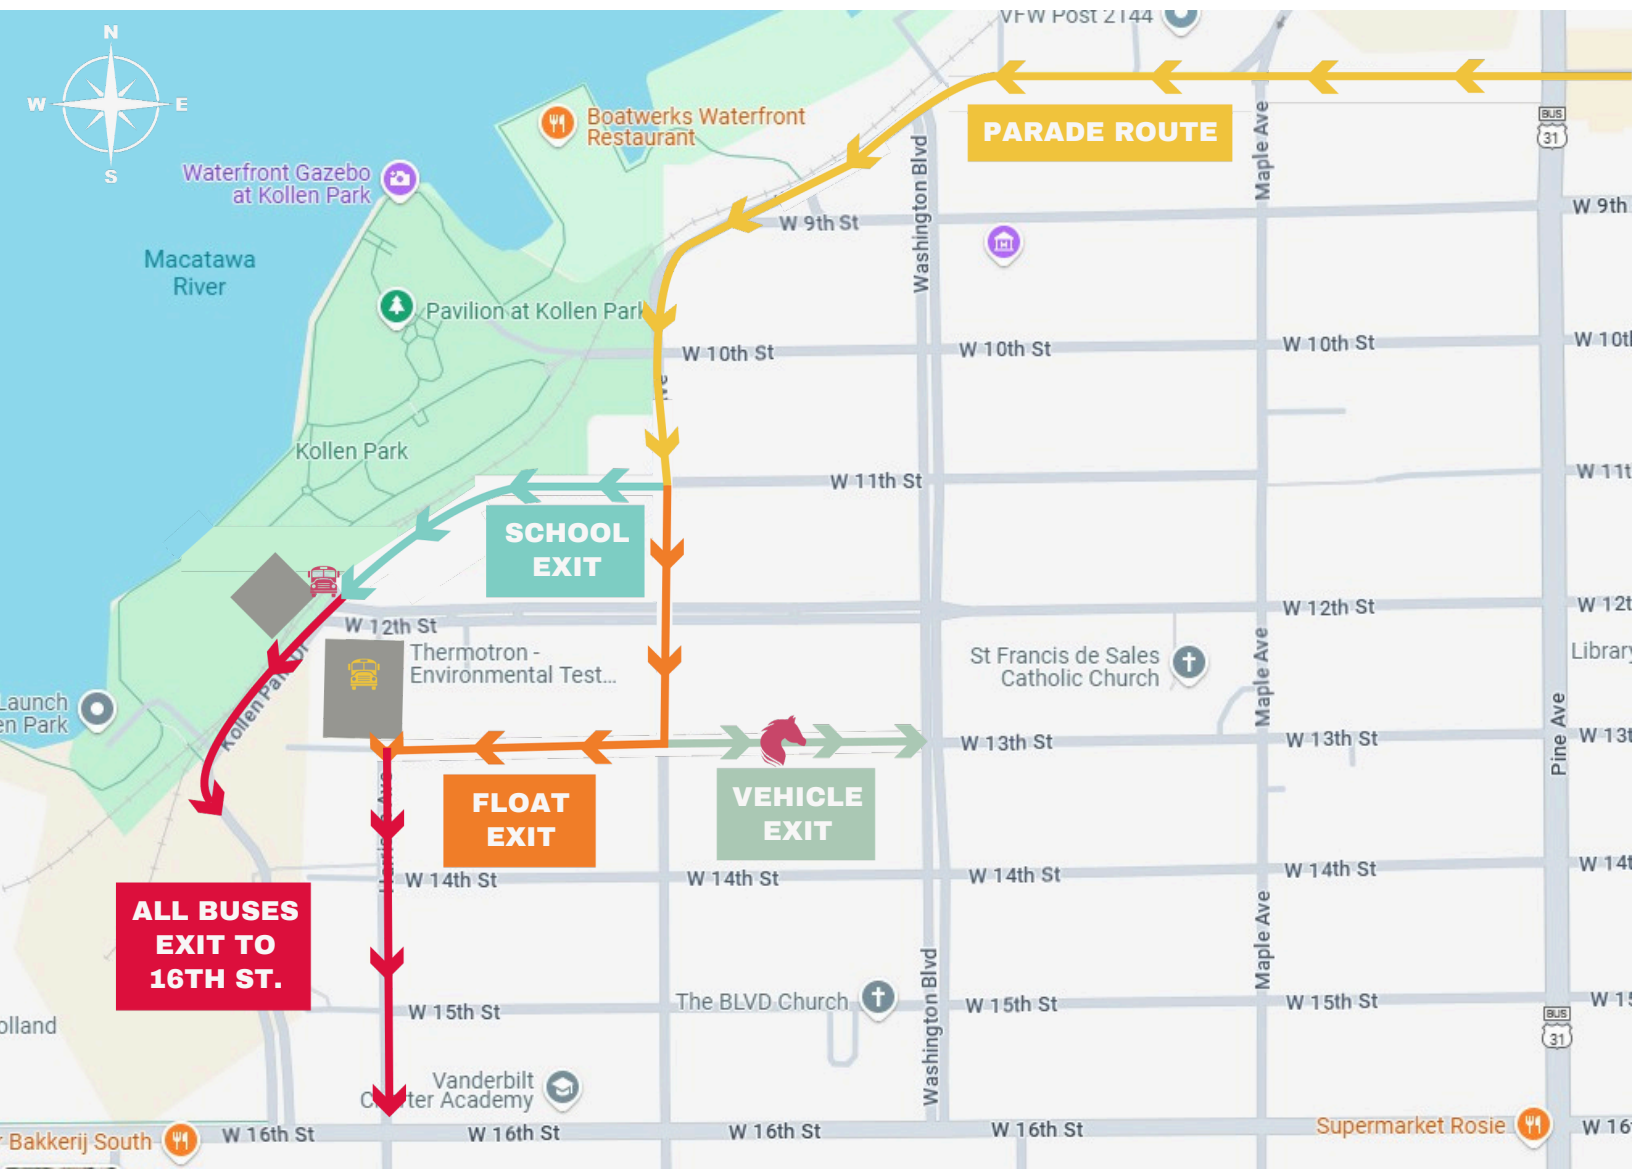 N
W
E
S
VFW Post 2144
Boatwerks Waterfront
Restaurant
PARADE ROUTE
Washington Blvd
Maple Ave
BUS
31
Waterfront Gazebo
at Kollen Park
W 9th St
W 9th
Macatawa
River
Pavilion at Kollen Park
W 10th St
W 10th St
W 10th St
W 10th
Kollen Park
W 11th St
W 11t
SCHOOL
EXIT
W 12th St
W 12th St
W 12t
Thermotron -
Environmental Test...
St Francis de Sales
Catholic Church
Maple Ave
Library
Launch
en Park
Kollen Park Dr
Pine Ave
W 13th St
W 13th St
W 13t
FLOAT
EXIT
VEHICLE
EXIT
W 14th St
W 14th St
W 14th St
W 14th St
W 14t
ALL BUSES
EXIT TO
16TH ST.
Maple Ave
Washington Blvd
The BLVD Church
W 15th St
W 15th St
W 15th St
W 15
BUS
31
olland
Vanderbilt
Charter Academy
Bakkerij South
W 16th St
W 16th St
W 16th St
W 16th St
Supermarket Rosie
W 16